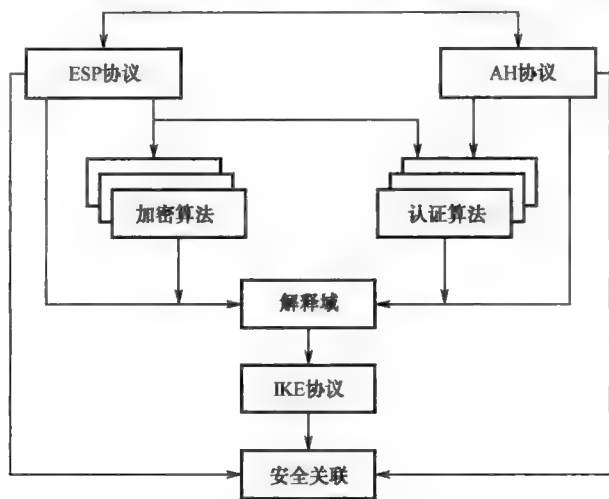 ESP协议
AH协议
加密算法
认证算法
解释域
IKE协议
安全关联